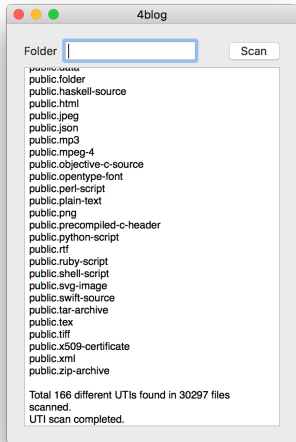 4blog
Folder
Scan
public.data
public.folder
public.haskell-source
public.html
public.jpeg
public.json
public.mp3
public.mpeg-4
public.objective-c-source
public.opentype-font
public.perl-script
public.plain-text
public.png
public.precompiled-c-header
public.python-script
public.rtf
public.ruby-script
public.shell-script
public.svg-image
public.swift-source
public.tar-archive
public.tex
public.tiff
public.x509-certificate
public.xml
public.zip-archive
Total 166 different UTIs found in 30297 files
scanned.
UTI scan completed.